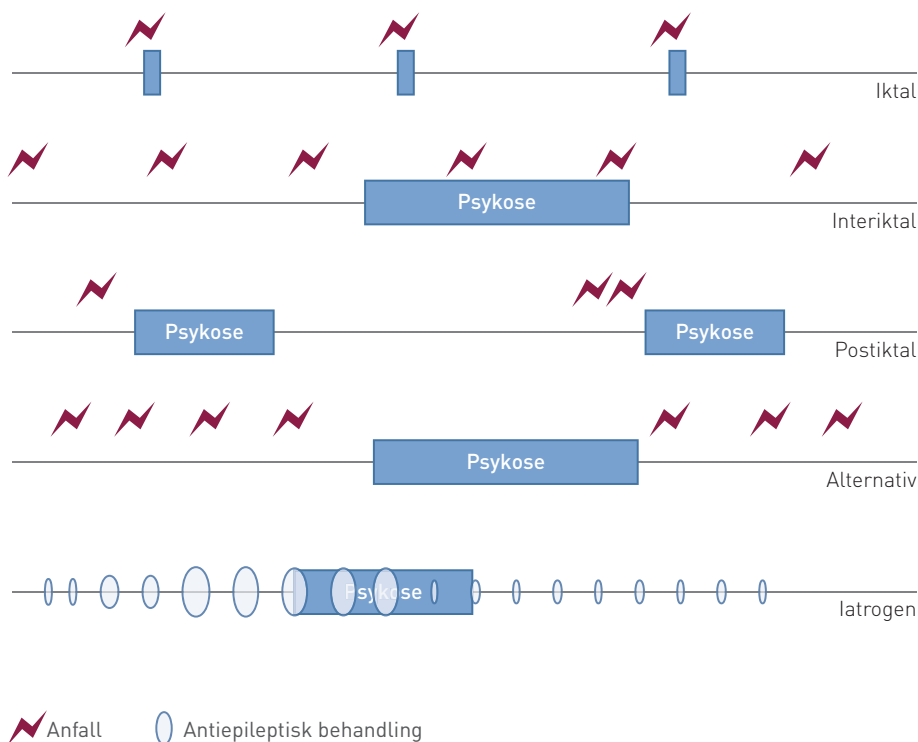 Iktal
Psykose
Interiktal
Psykose Psykose
Postiktal
Psykose
Alternativ
Psykose
Iatrogen
Anfall Antiepileptisk behandling